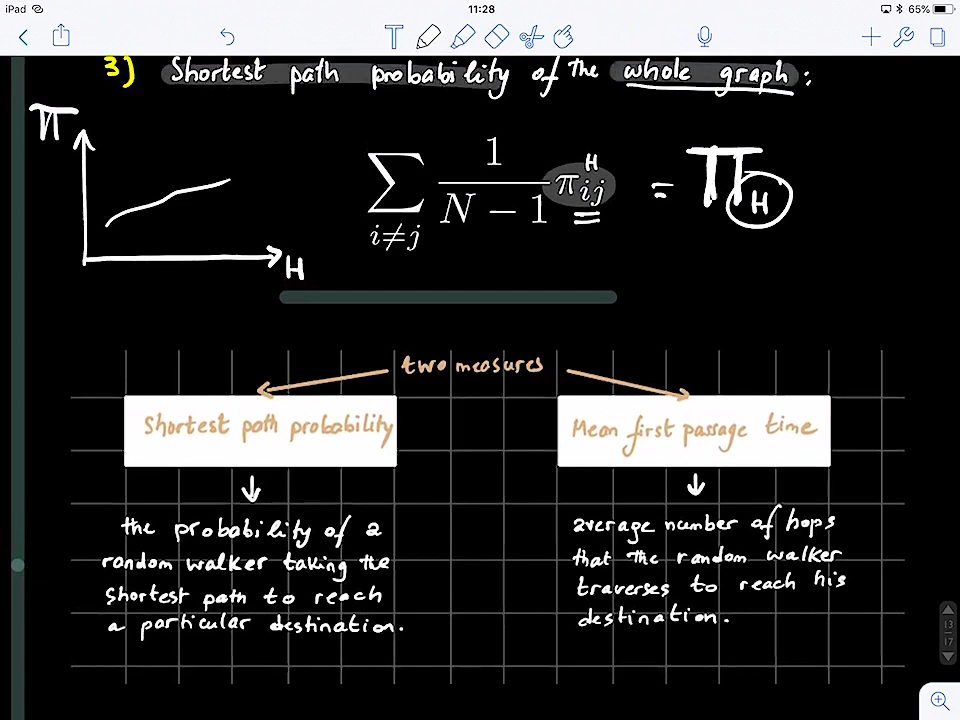 iPad 11:28 65%
T
3) Shortest path probability of the whole graph:
Π
H
∑ i≠j 1/(N − 1) π ij H = Π H
two measures
Shortest path probability
Mean first passage time
the probability of a
random walker taking the
shortest path to reach
a particular destination.
average number of hops
that the random walker
traverses to reach his
destination.
13
17